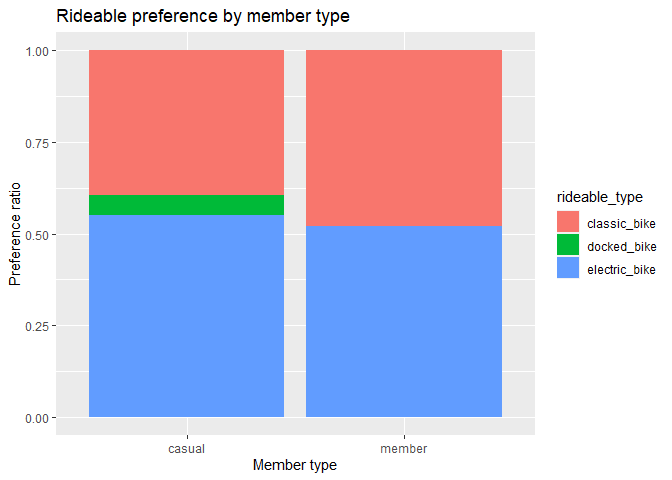 Rideable preference by member type
Preference ratio
1.00
0.75
0.50
0.25
0.00
casual
member
Member type
rideable_type
classic_bike
docked_bike
electric_bike